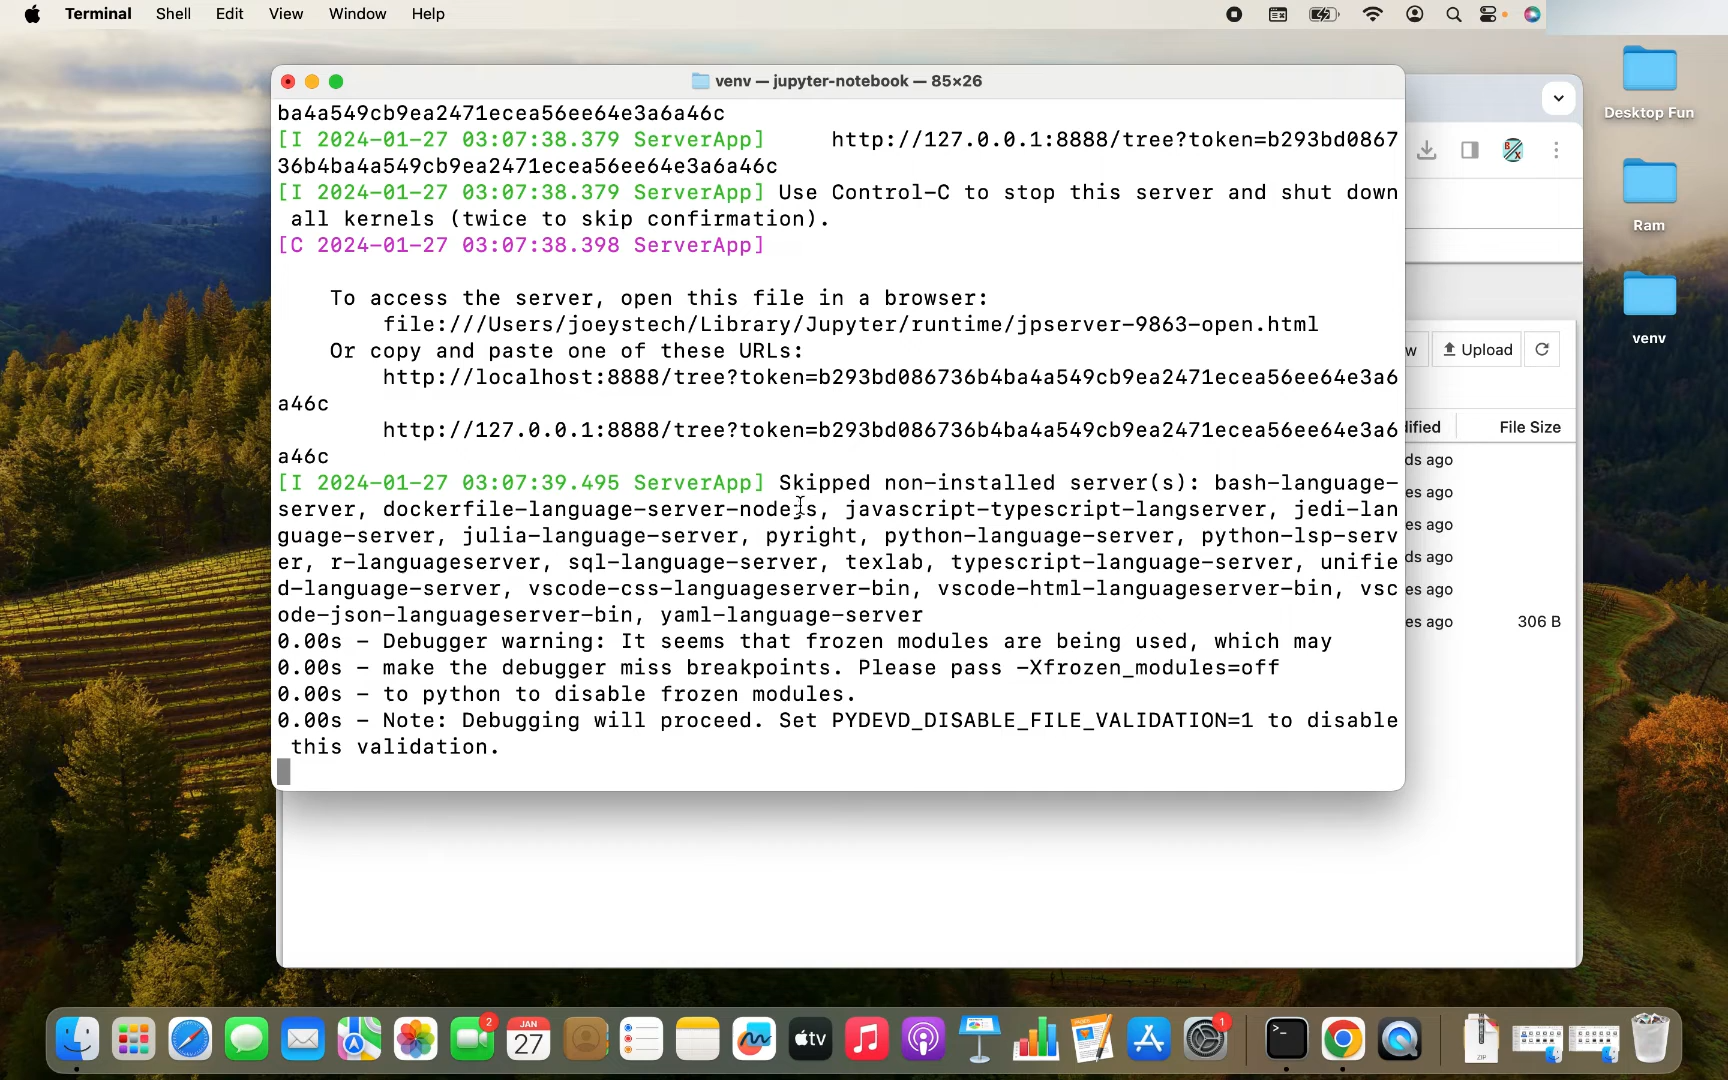 Terminal Shell Edit View Window Help
venv — jupyter-notebook — 85×26
ba4a549cb9ea2471ecea56ee64e3a6a46c
[I 2024-01-27 03:07:38.379 ServerApp]     http://127.0.0.1:8888/tree?token=b293bd0867
36b4ba4a549cb9ea2471ecea56ee64e3a6a46c
[I 2024-01-27 03:07:38.379 ServerApp] Use Control-C to stop this server and shut down
all kernels (twice to skip confirmation).
[C 2024-01-27 03:07:38.398 ServerApp]
To access the server, open this file in a browser:
file:///Users/joeystech/Library/Jupyter/runtime/jpserver-9863-open.html
Or copy and paste one of these URLs:
http://localhost:8888/tree?token=b293bd086736b4ba4a549cb9ea2471ecea56ee64e3a6
a46c
http://127.0.0.1:8888/tree?token=b293bd086736b4ba4a549cb9ea2471ecea56ee64e3a6
a46c
[I 2024-01-27 03:07:39.495 ServerApp] Skipped non-installed server(s): bash-language-
server, dockerfile-language-server-nodejs, javascript-typescript-langserver, jedi-lan
guage-server, julia-language-server, pyright, python-language-server, python-lsp-serv
er, r-languageserver, sql-language-server, texlab, typescript-language-server, unifie
d-language-server, vscode-css-languageserver-bin, vscode-html-languageserver-bin, vsc
ode-json-languageserver-bin, yaml-language-server
0.00s - Debugger warning: It seems that frozen modules are being used, which may
0.00s - make the debugger miss breakpoints. Please pass -Xfrozen_modules=off
0.00s - to python to disable frozen modules.
0.00s - Note: Debugging will proceed. Set PYDEVD_DISABLE_FILE_VALIDATION=1 to disable
this validation.
w Upload
ified File Size
ds ago
es ago
es ago
ds ago
es ago
es ago 306 B
Desktop Fun
Ram
venv
2
JAN
27
tv
1
ZIP